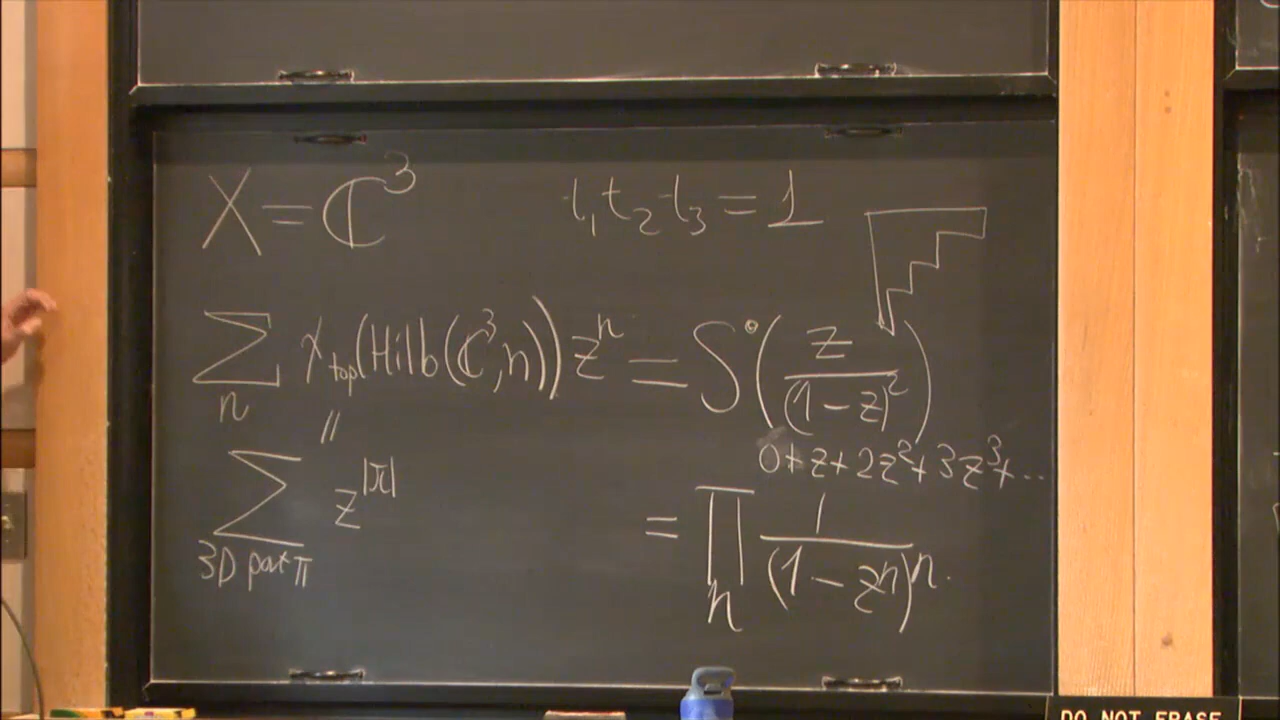 X = ℂ³ t₁t₂t₃ = 1
∑ₙ χ_top(Hilb(ℂ³,n)) zⁿ = S^•(z/(1-z)²)
〃 0+z+2z²+3z³+...
∑_{3D part π} z^{|π|} = ∏ₙ 1/(1-zⁿ)ⁿ.
DO NOT ERASE